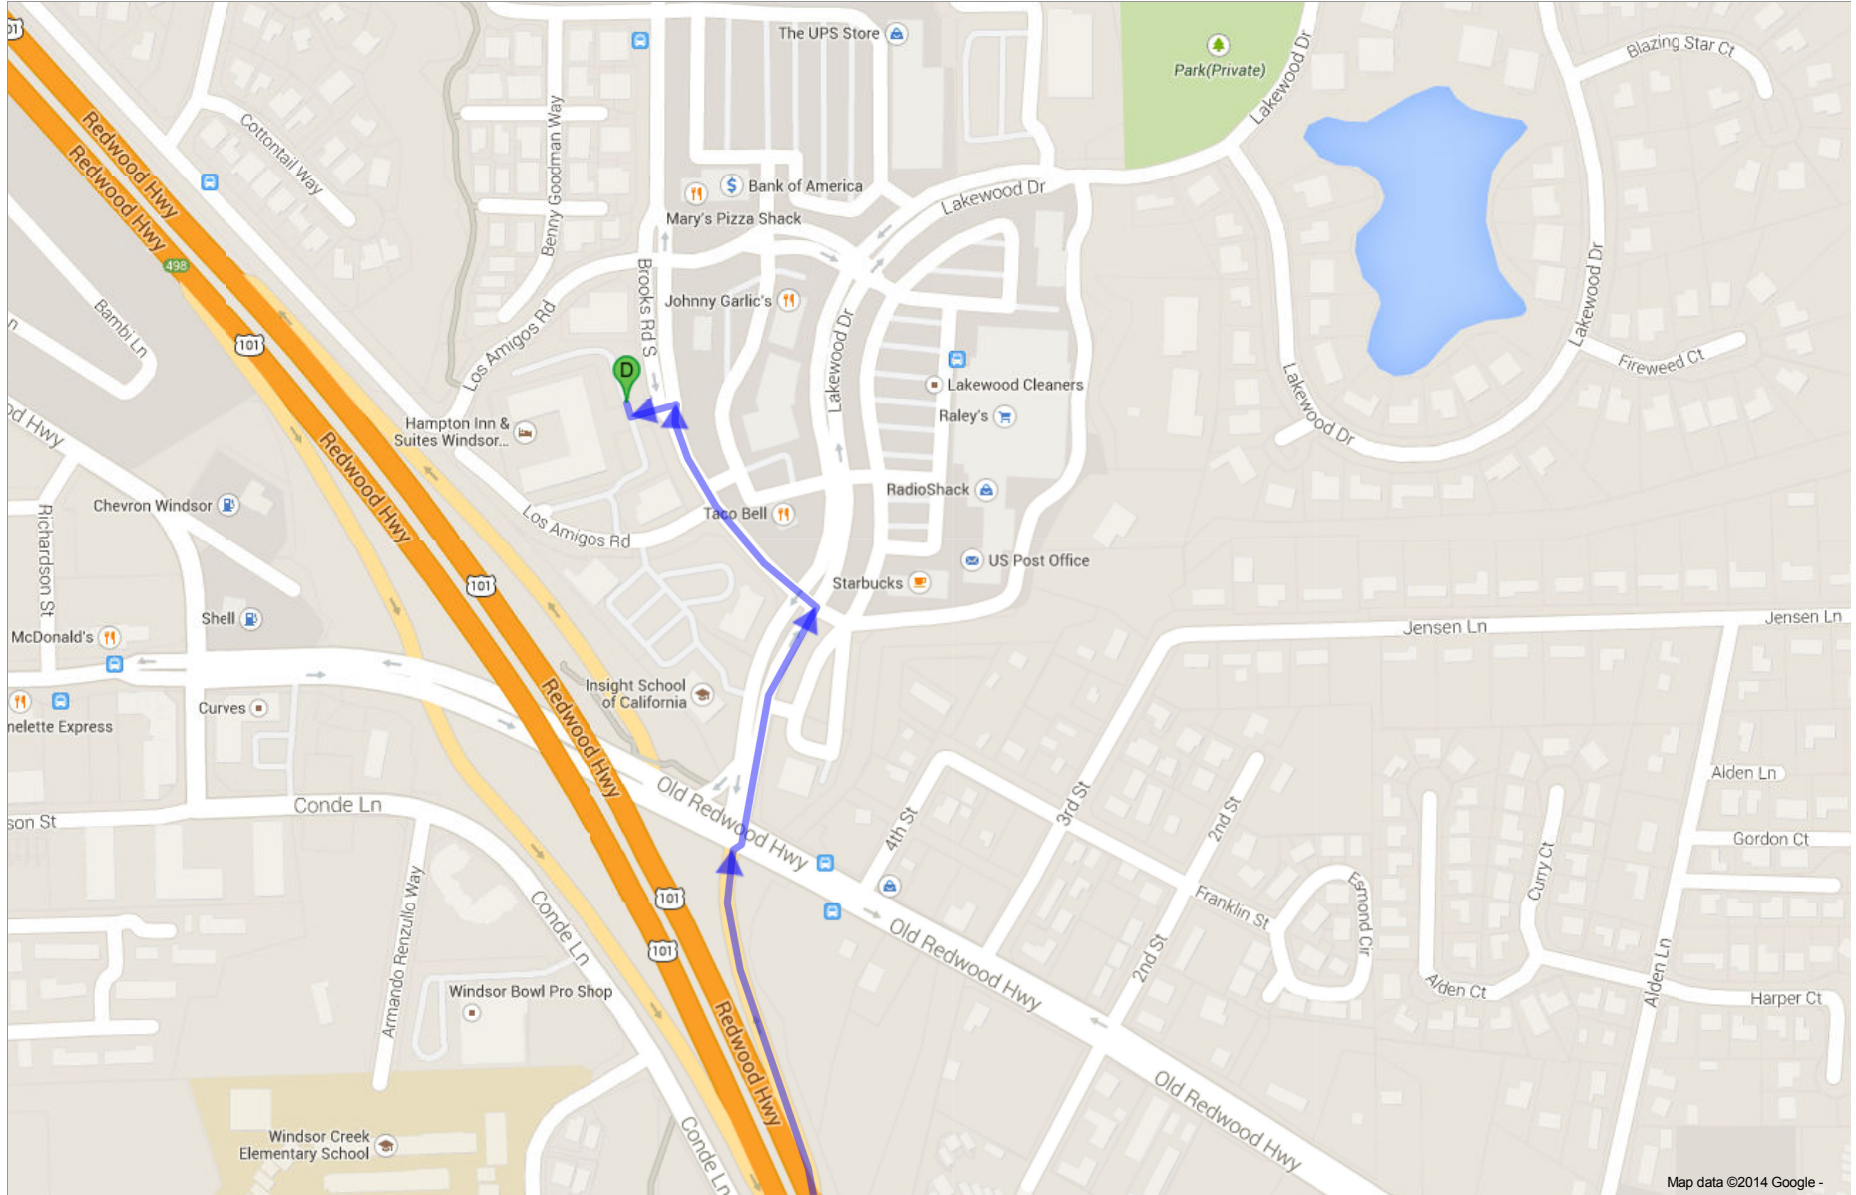 101
The UPS Store
Park(Private)
Lakewood Dr
Blazing Star Ct
Redwood Hwy
Redwood Hwy
Cottontail Way
Benny Goodman Way
Bank of America
Mary's Pizza Shack
Lakewood Dr
498
Bambi Ln
Brooks Rd S
Johnny Garlic's
Lakewood Dr
Lakewood Dr
101
Los Amigos Rd
D
Lakewood Cleaners
Raley's
Lakewood Dr
Fireweed Ct
od Hwy
Hampton Inn &
Suites Windsor...
Redwood Hwy
Chevron Windsor
Richardson St
Los Amigos Rd
Taco Bell
RadioShack
US Post Office
Starbucks
101
Shell
McDonald's
Jensen Ln
Jensen Ln
Insight School
of California
Curves
melette Express
Redwood Hwy
Old Redwood Hwy
Conde Ln
son St
4th St
3rd St
2nd St
Alden Ln
Gordon Ct
Curry Ct
Esmond Cir
Franklin St
101
101
Armando Renzullo Way
Conde Ln
Old Redwood Hwy
2nd St
Alden Ct
Alden Ln
Harper Ct
Windsor Bowl Pro Shop
Redwood Hwy
Old Redwood Hwy
Windsor Creek
Elementary School
Conde Ln
Map data ©2014 Google -